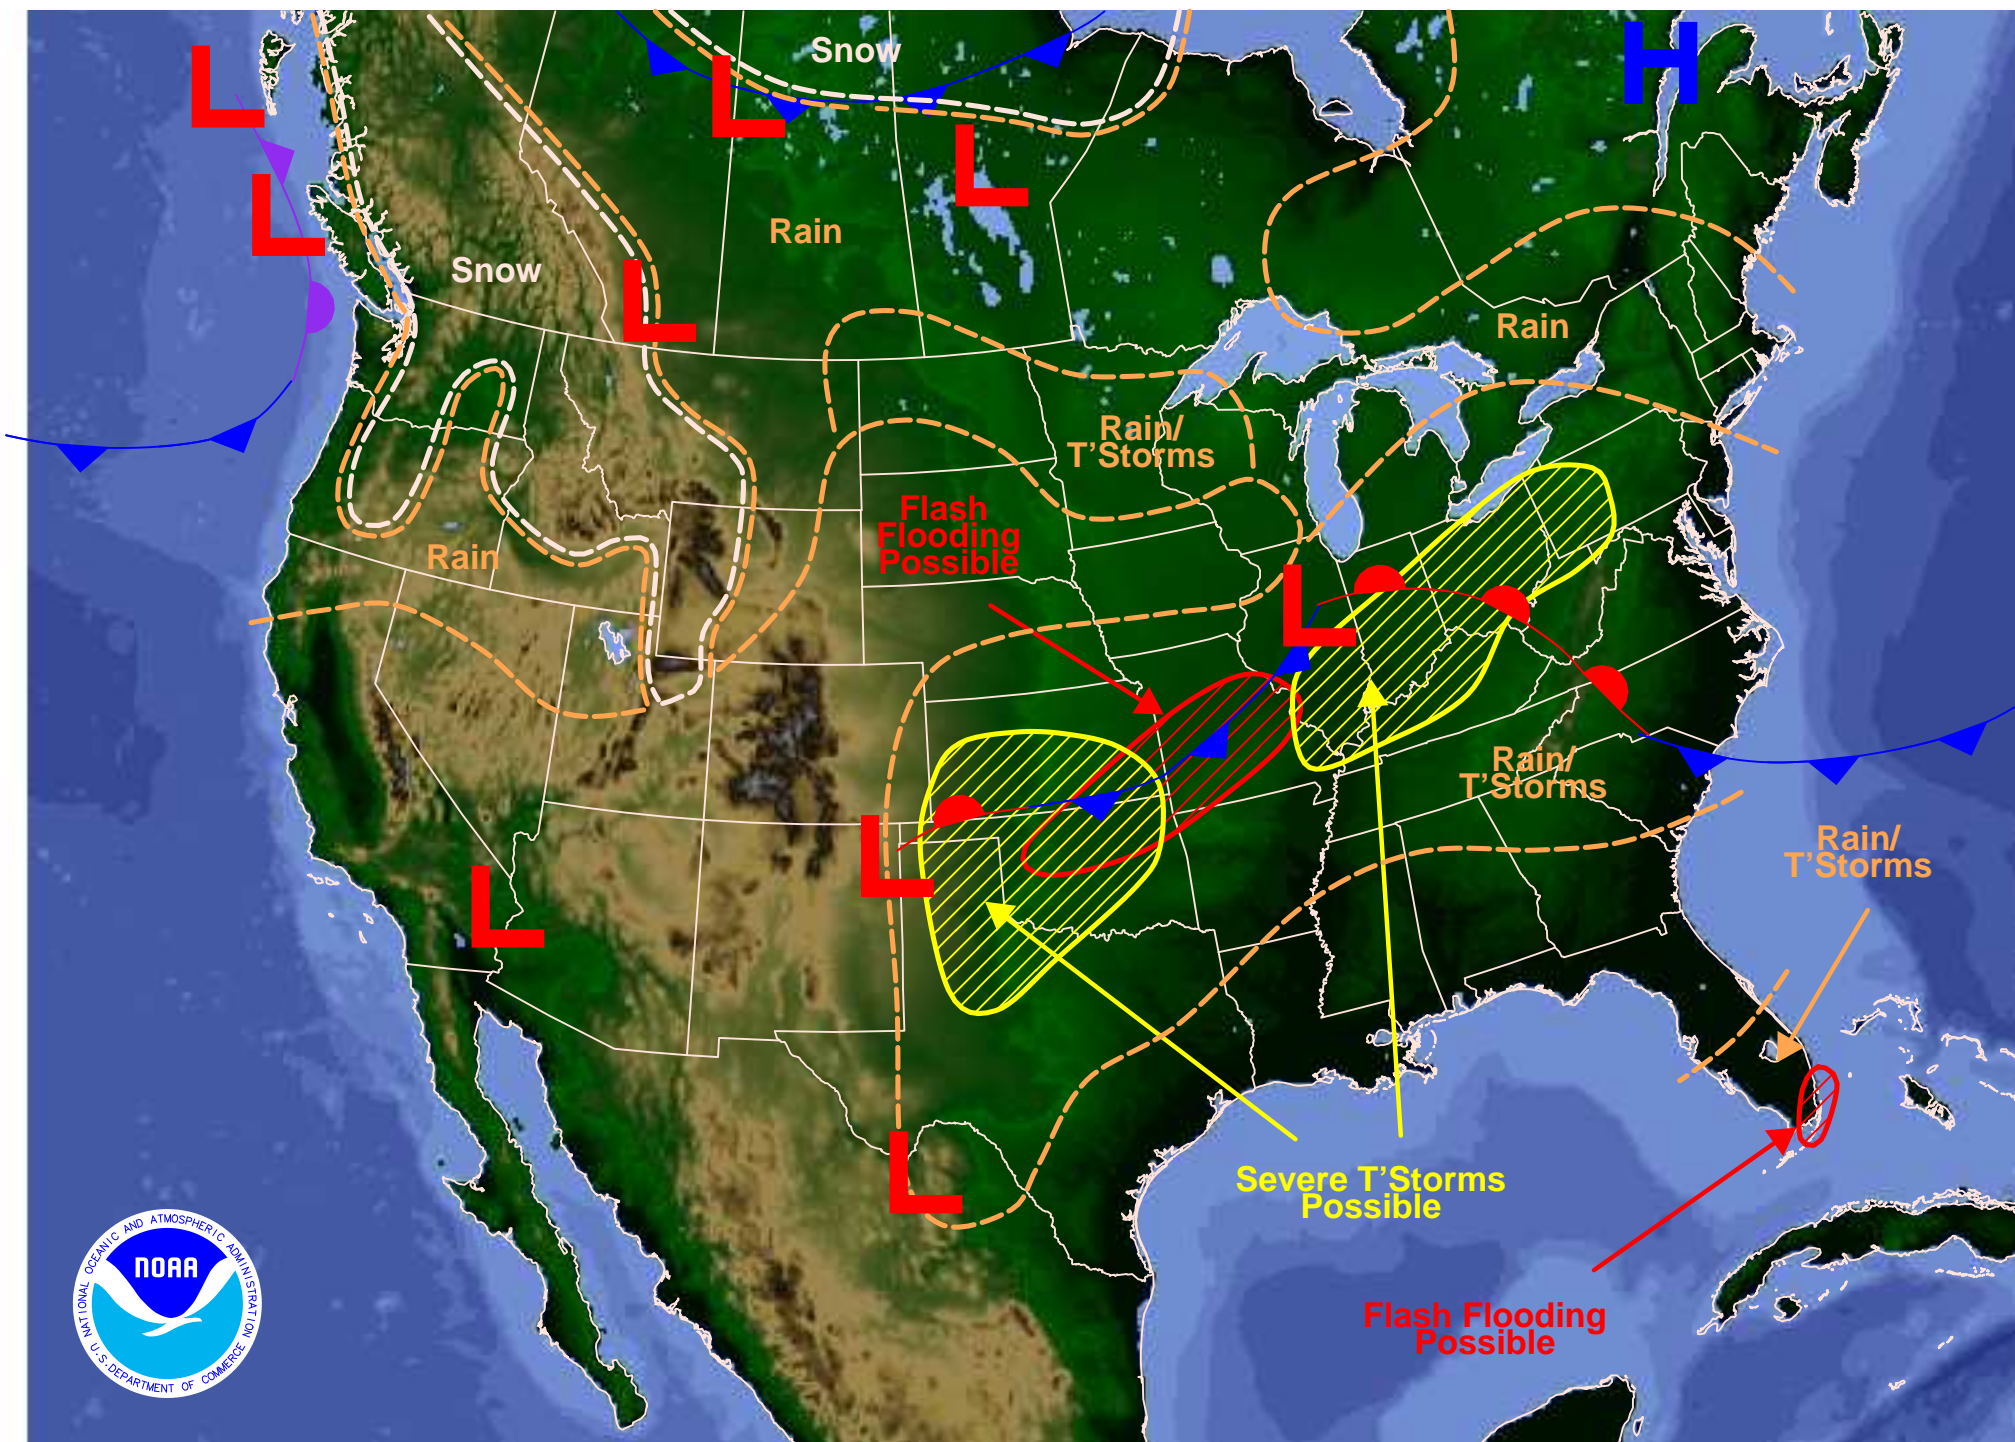 L
H
L
Snow
L
L
L
Rain
Snow
L
Rain
Rain/
T'Storms
Flash
Flooding
Possible
Rain
L
Rain/
T'Storms
L
Rain/
T'Storms
L
L
Severe T'Storms
Possible
Flash Flooding
Possible
NATIONAL OCEANIC AND ATMOSPHERIC ADMINISTRATION
NOAA
U.S. DEPARTMENT OF COMMERCE